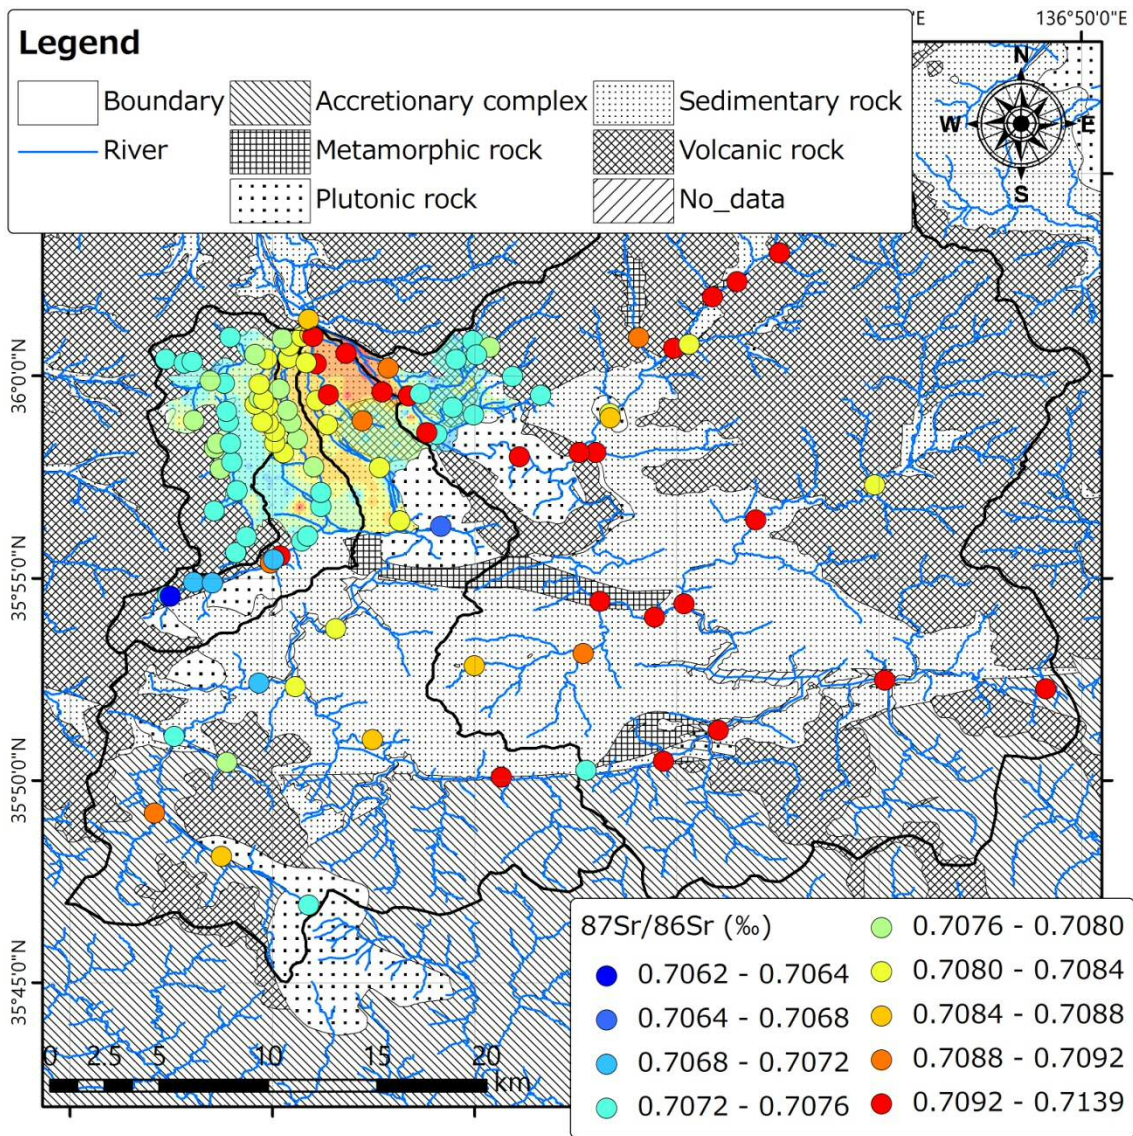 'E
136°50'0"E
Legend
Boundary
Accretionary complex
Sedimentary rock
River
Metamorphic rock
Volcanic rock
Plutonic rock
No_data
N
W
E
S
36°0'0"N
35°55'0"N
35°50'0"N
35°45'0"N
0 2.5 5 10 15 20
km
87Sr/86Sr (‰)
0.7062 - 0.7064
0.7064 - 0.7068
0.7068 - 0.7072
0.7072 - 0.7076
0.7076 - 0.7080
0.7080 - 0.7084
0.7084 - 0.7088
0.7088 - 0.7092
0.7092 - 0.7139